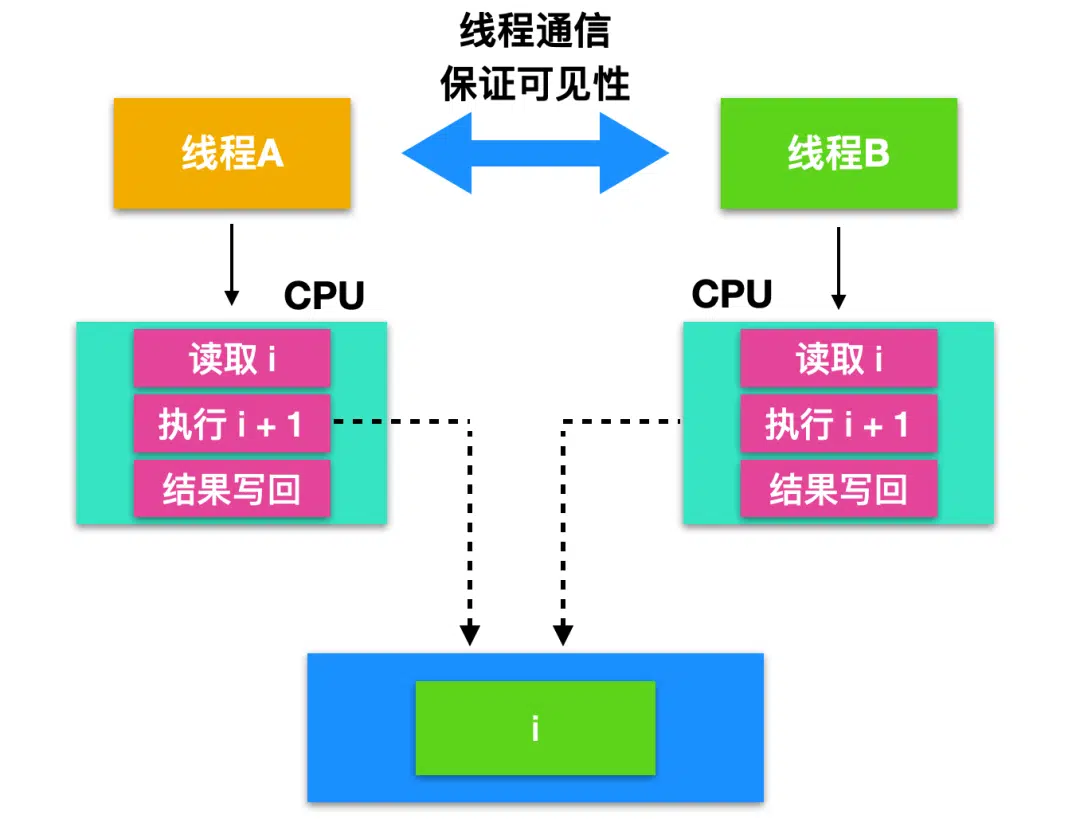 线程通信
保证可见性
线程A
线程B
CPU
CPU
读取 i
执行 i + 1
结果写回
读取 i
执行 i + 1
结果写回
i